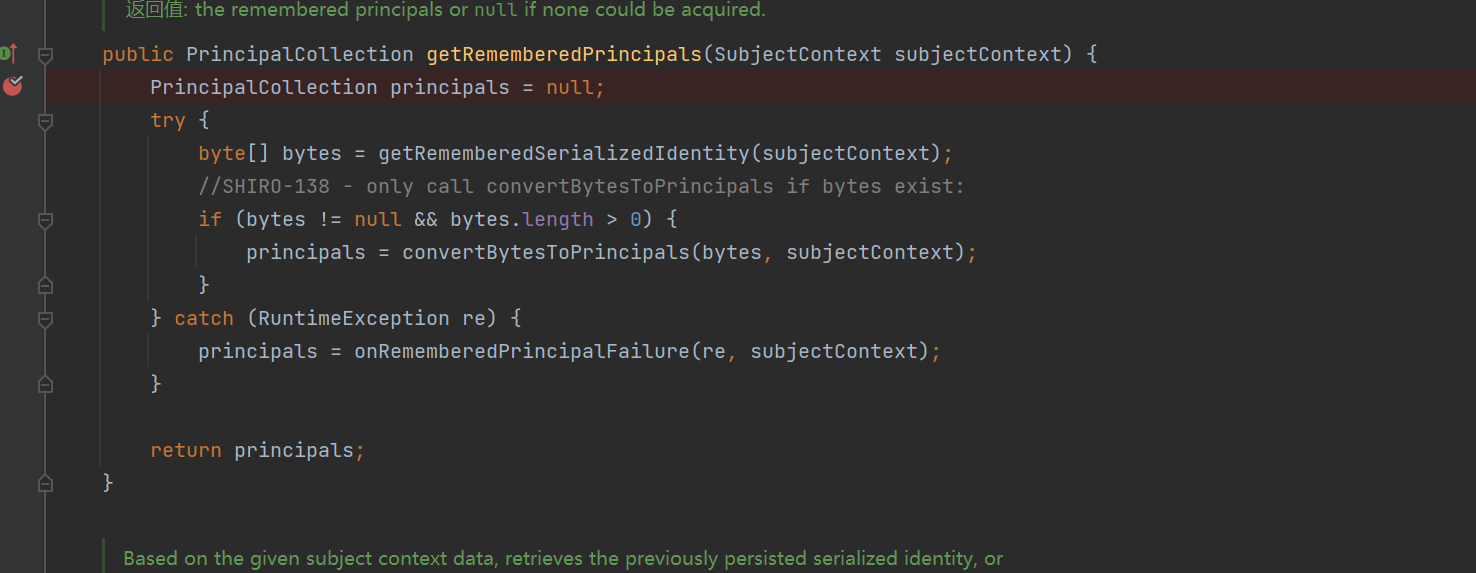 返回值: the remembered principals or null if none could be acquired.
public PrincipalCollection getRememberedPrincipals(SubjectContext subjectContext) {
PrincipalCollection principals = null;
try {
byte[] bytes = getRememberedSerializedIdentity(subjectContext);
//SHIRO-138 - only call convertBytesToPrincipals if bytes exist:
if (bytes != null && bytes.length > 0) {
principals = convertBytesToPrincipals(bytes, subjectContext);
}
} catch (RuntimeException re) {
principals = onRememberedPrincipalFailure(re, subjectContext);
}
return principals;
}
Based on the given subject context data, retrieves the previously persisted serialized identity, or